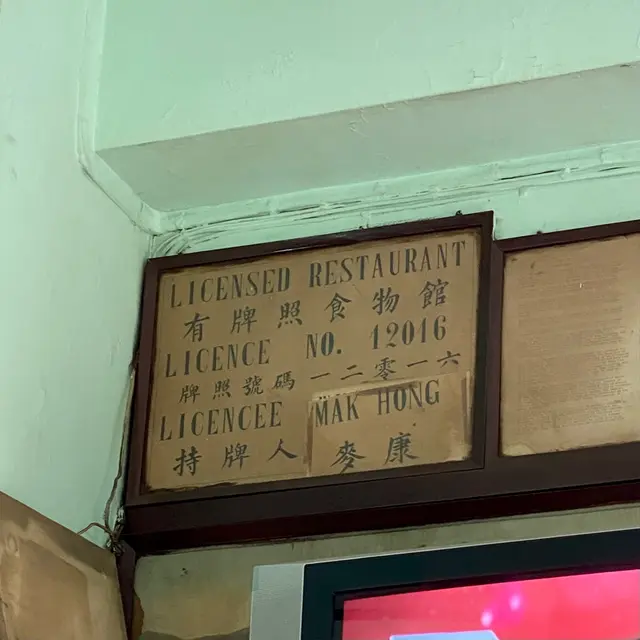 LICENSED RESTAURANT
有牌照食物館
LICENCE NO. 12016
牌照號碼一二零一六
LICENCEE MAK HONG
持牌人 麥康